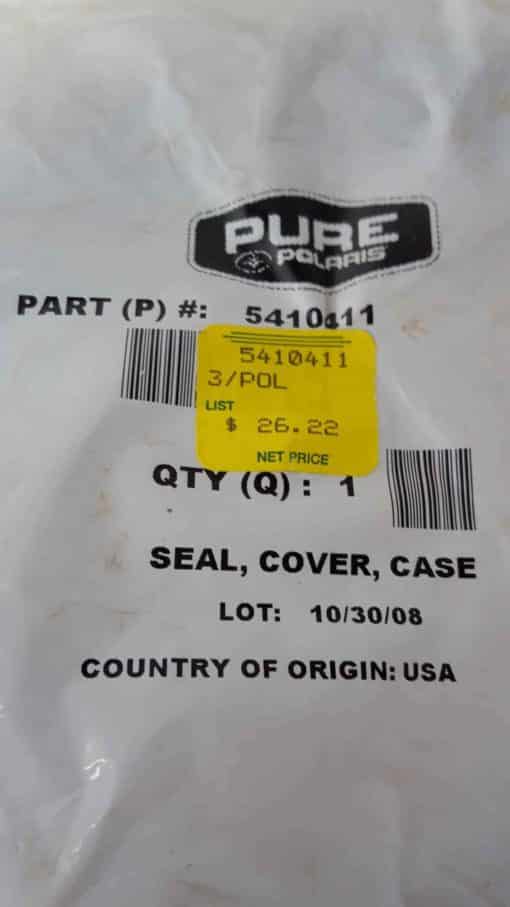 PURE
POLARIS
PART (P) #: 5410411
5410411
3/POL
LIST
$ 26.22
NET PRICE
QTY (Q) : 1
SEAL, COVER, CASE
LOT: 10/30/08
COUNTRY OF ORIGIN: USA